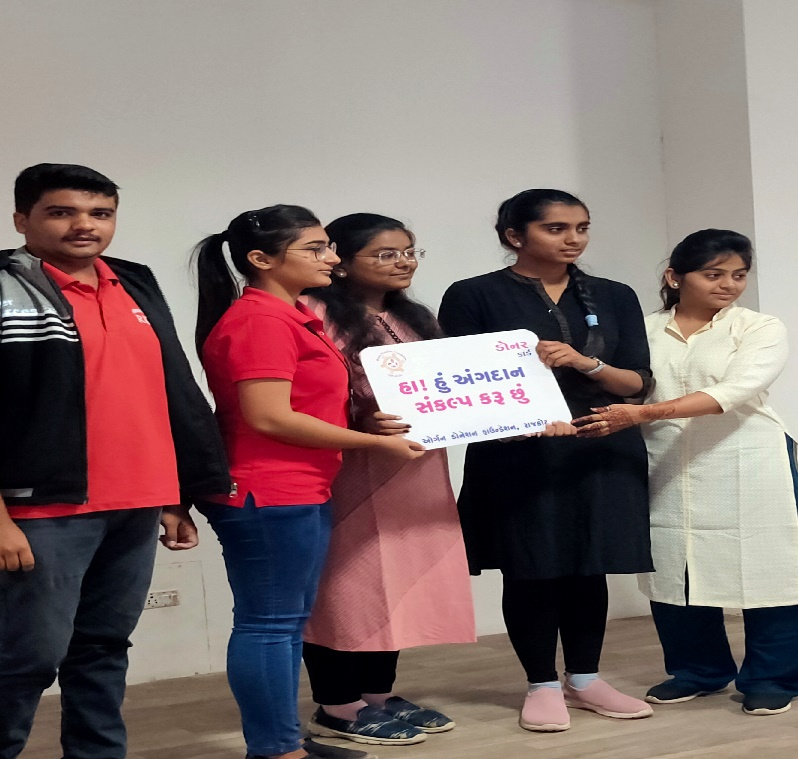 ડોનર
કાર્ડ
હા! હું અંગદાન
સંકલ્પ કરૂ છું
ઓર્ગન ડોનેશન ફાઉન્ડેશન, રાજકોટ